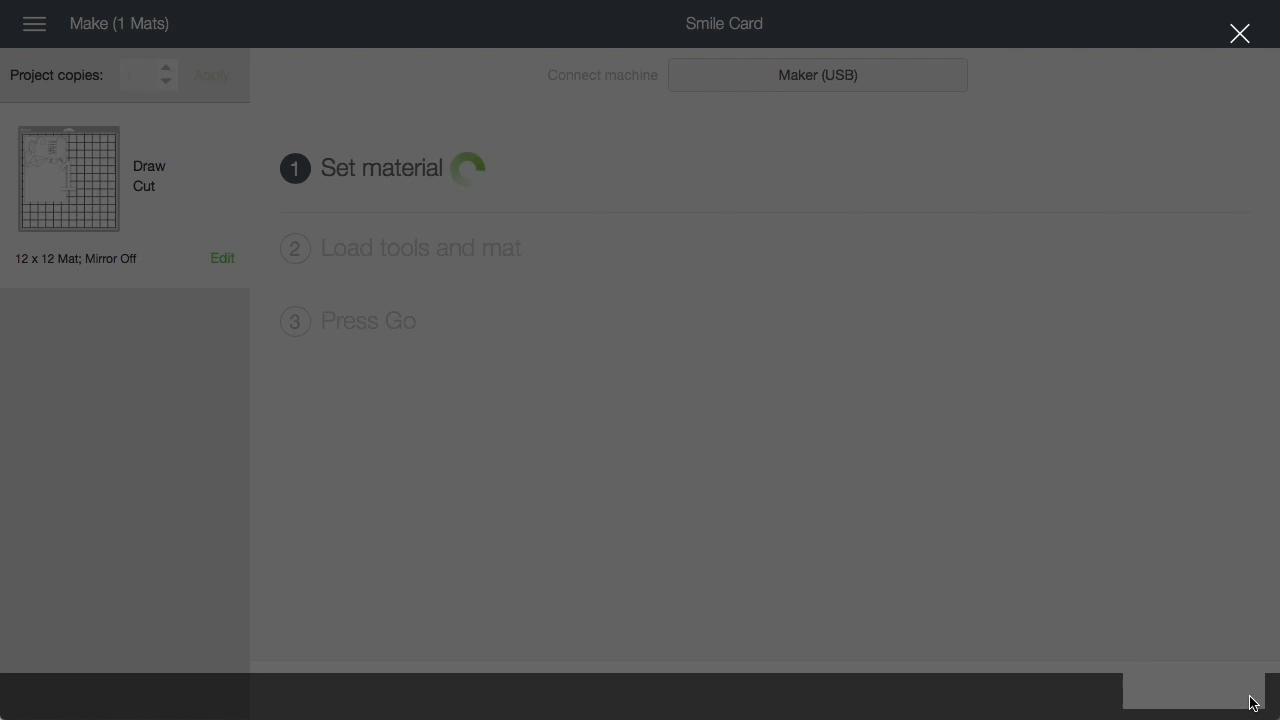 Make (1 Mats)
Smile Card
Project copies:
Apply
Connect machine
Maker (USB)
1 Set material
Draw
Cut
2 Load tools and mat
12 x 12 Mat; Mirror Off
Edit
3 Press Go